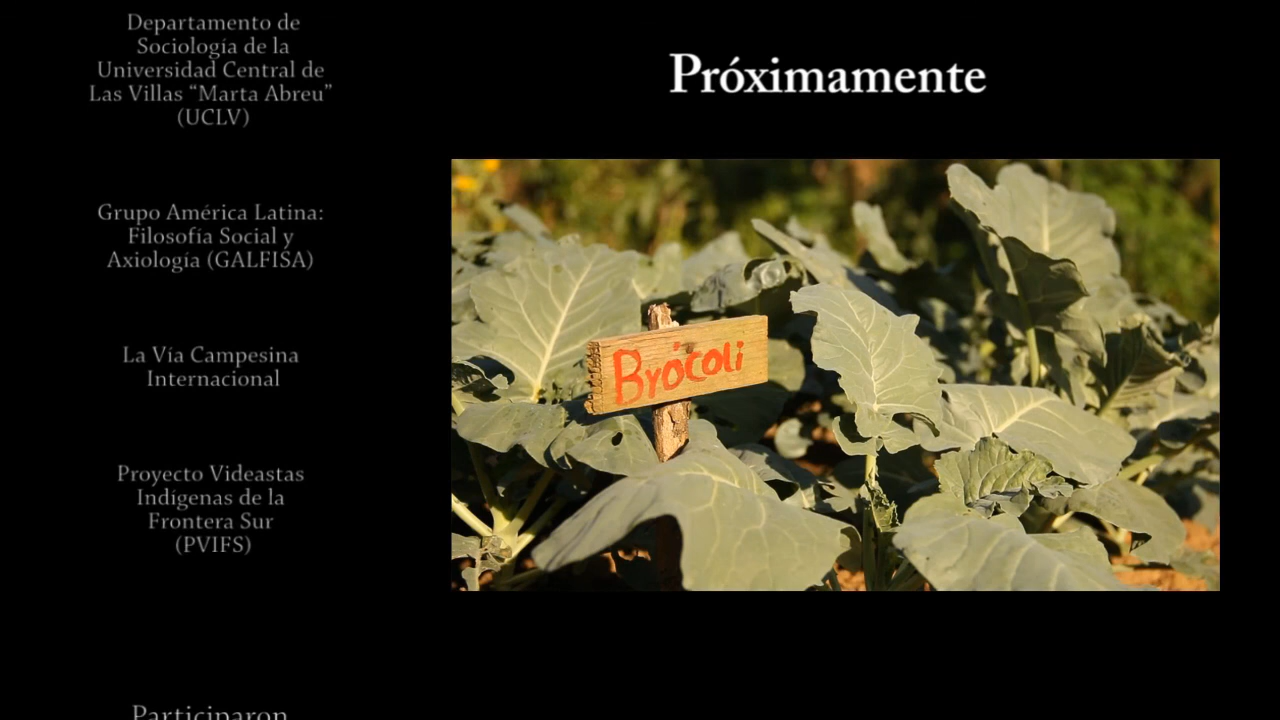 Departamento de
Sociología de la
Universidad Central de
Las Villas “Marta Abreu”
(UCLV)
Grupo América Latina:
Filosofía Social y
Axiología (GALFISA)
La Vía Campesina
Internacional
Proyecto Videastas
Indígenas de la
Frontera Sur
(PVIFS)
Participaron
Próximamente
Brócoli